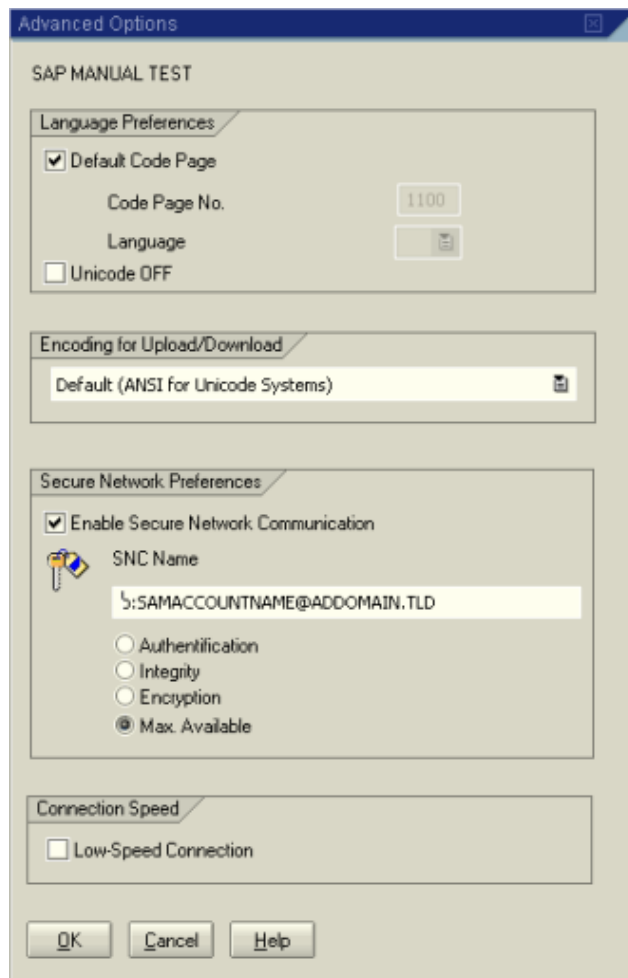 Advanced Options
SAP MANUAL TEST
Language Preferences
Default Code Page
Code Page No. 1100
Language
Unicode OFF
Encoding for Upload/Download
Default (ANSI for Unicode Systems)
Secure Network Preferences
Enable Secure Network Communication
SNC Name
:SAMACCOUNTNAME@ADDOMAIN.TLD
Authentification
Integrity
Encryption
Max. Available
Connection Speed
Low-Speed Connection
OK Cancel Help